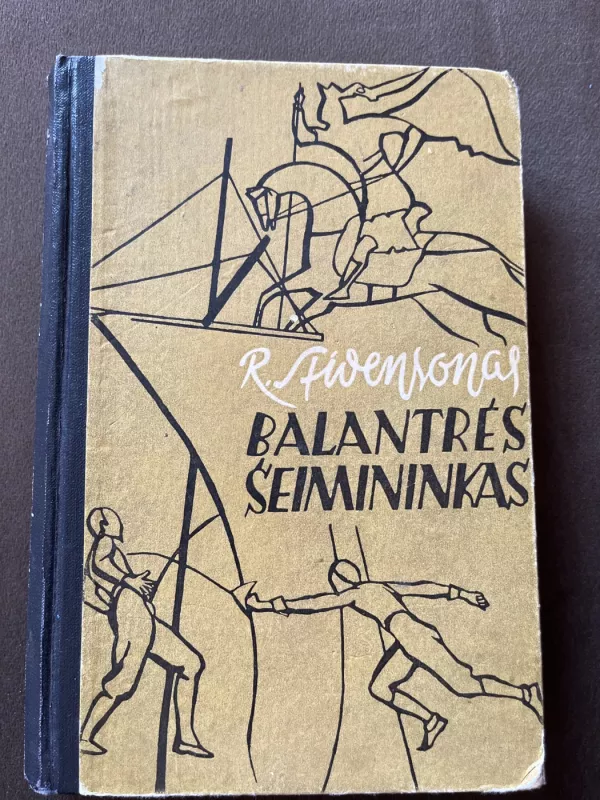 R. Stivensonas
BALANTRĖS
ŠEIMININKAS